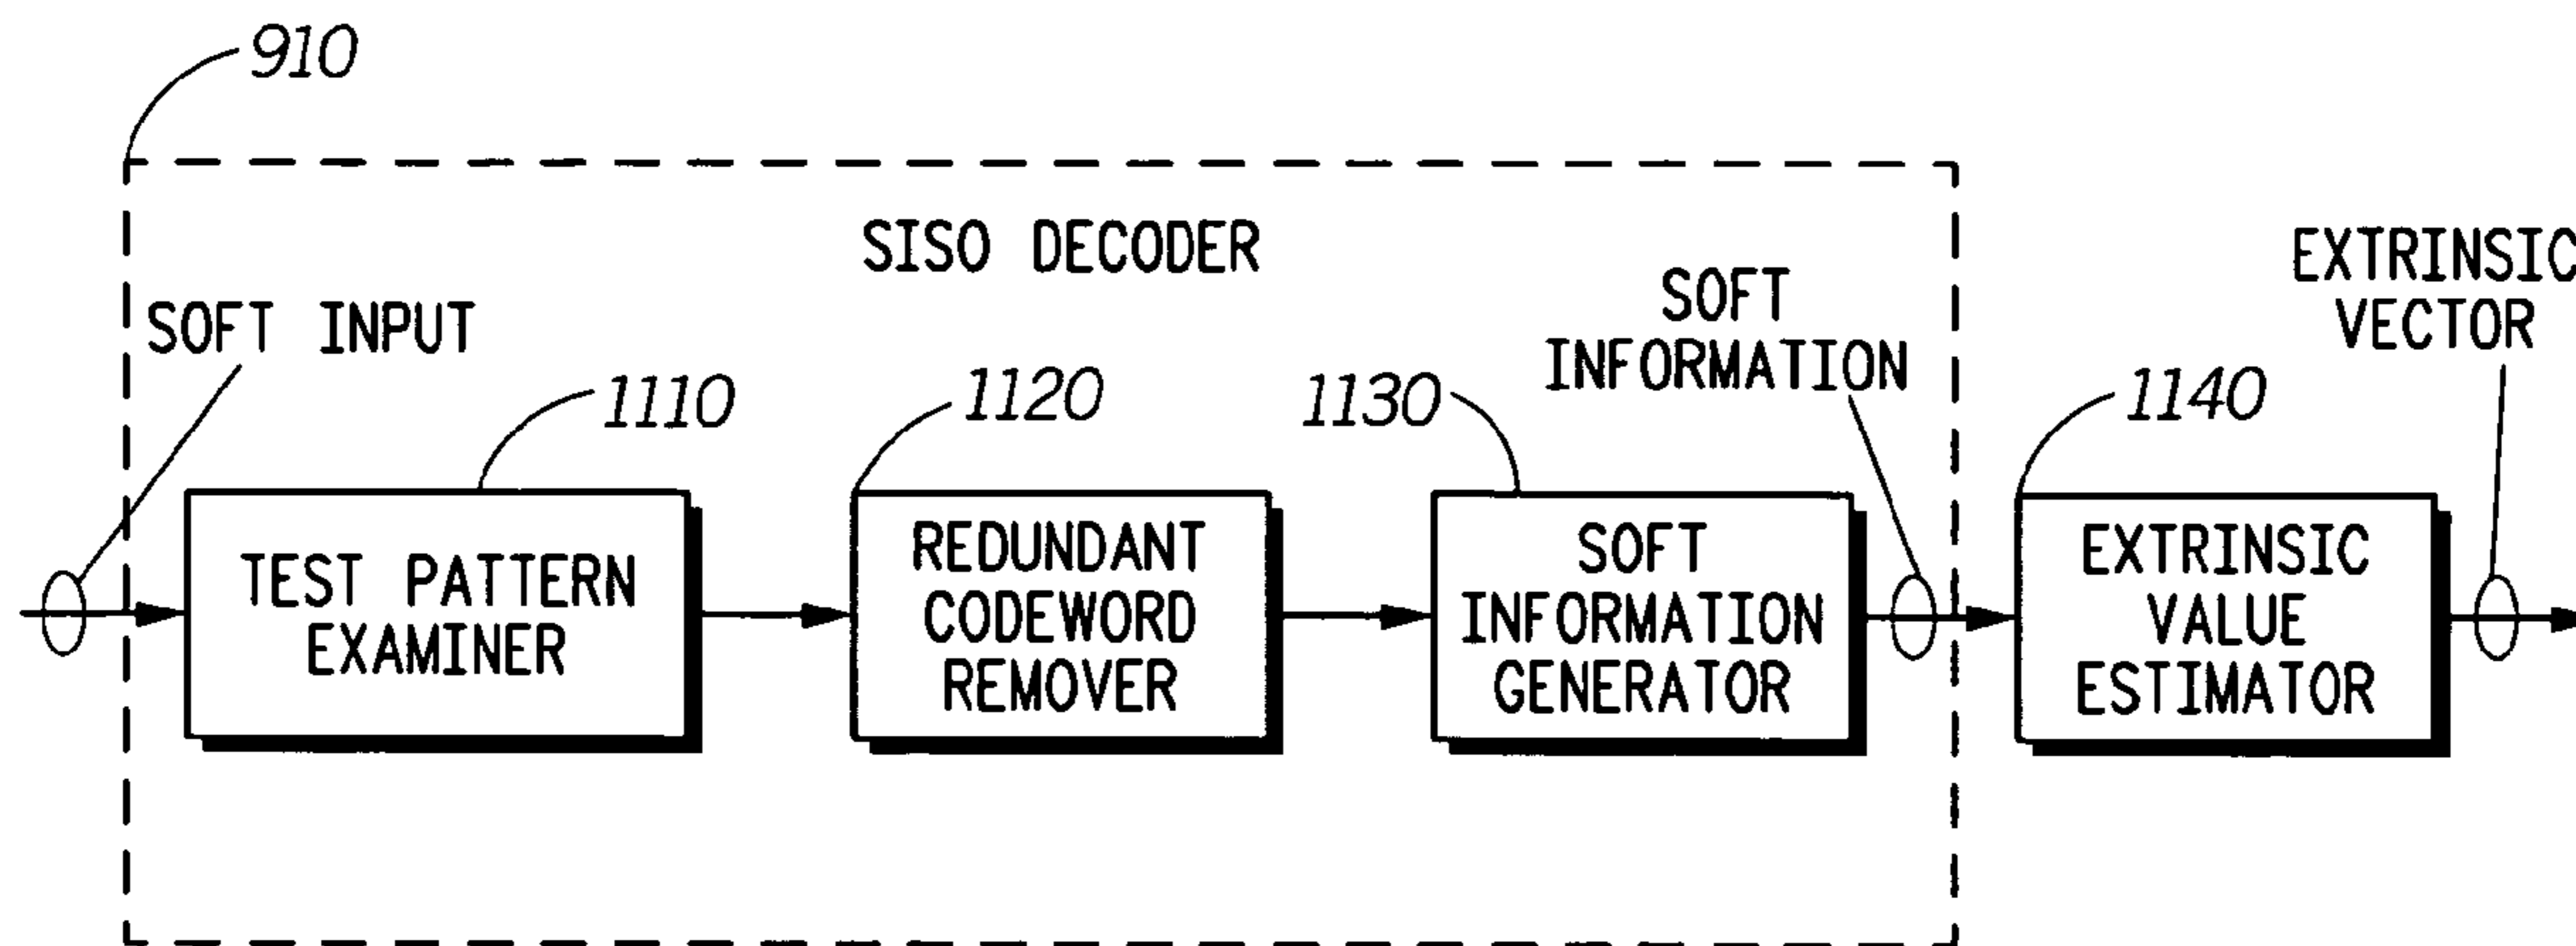 910
SISO DECODER
SOFT INPUT
SOFT
INFORMATION
EXTRINSIC
VECTOR
1110
1120
1130
1140
TEST PATTERN
EXAMINER
REDUNDANT
CODEWORD
REMOVER
SOFT
INFORMATION
GENERATOR
EXTRINSIC
VALUE
ESTIMATOR